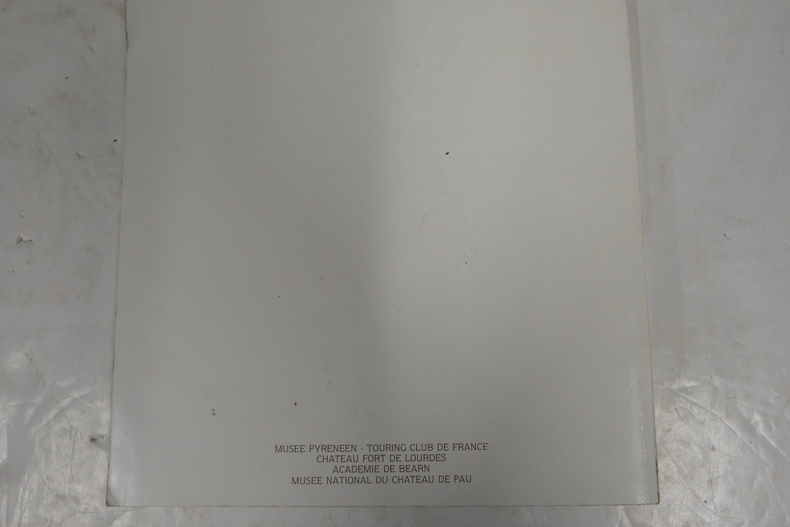 MUSEE PYRENEEN - TOURING CLUB DE FRANCE
CHATEAU FORT DE LOURDES
ACADEMIE DE BEARN
MUSEE NATIONAL DU CHATEAU DE PAU